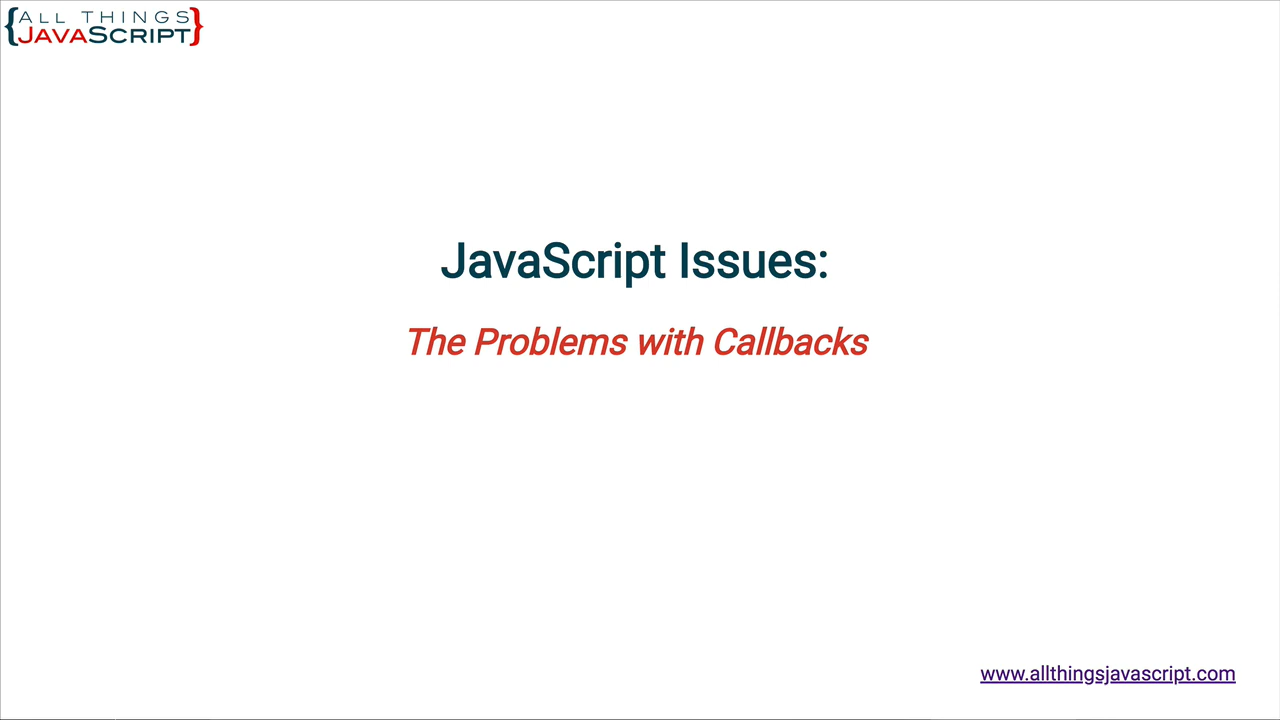 {ALL THINGS
JAVASCRIPT}
JavaScript Issues:
The Problems with Callbacks
www.allthingsjavascript.com